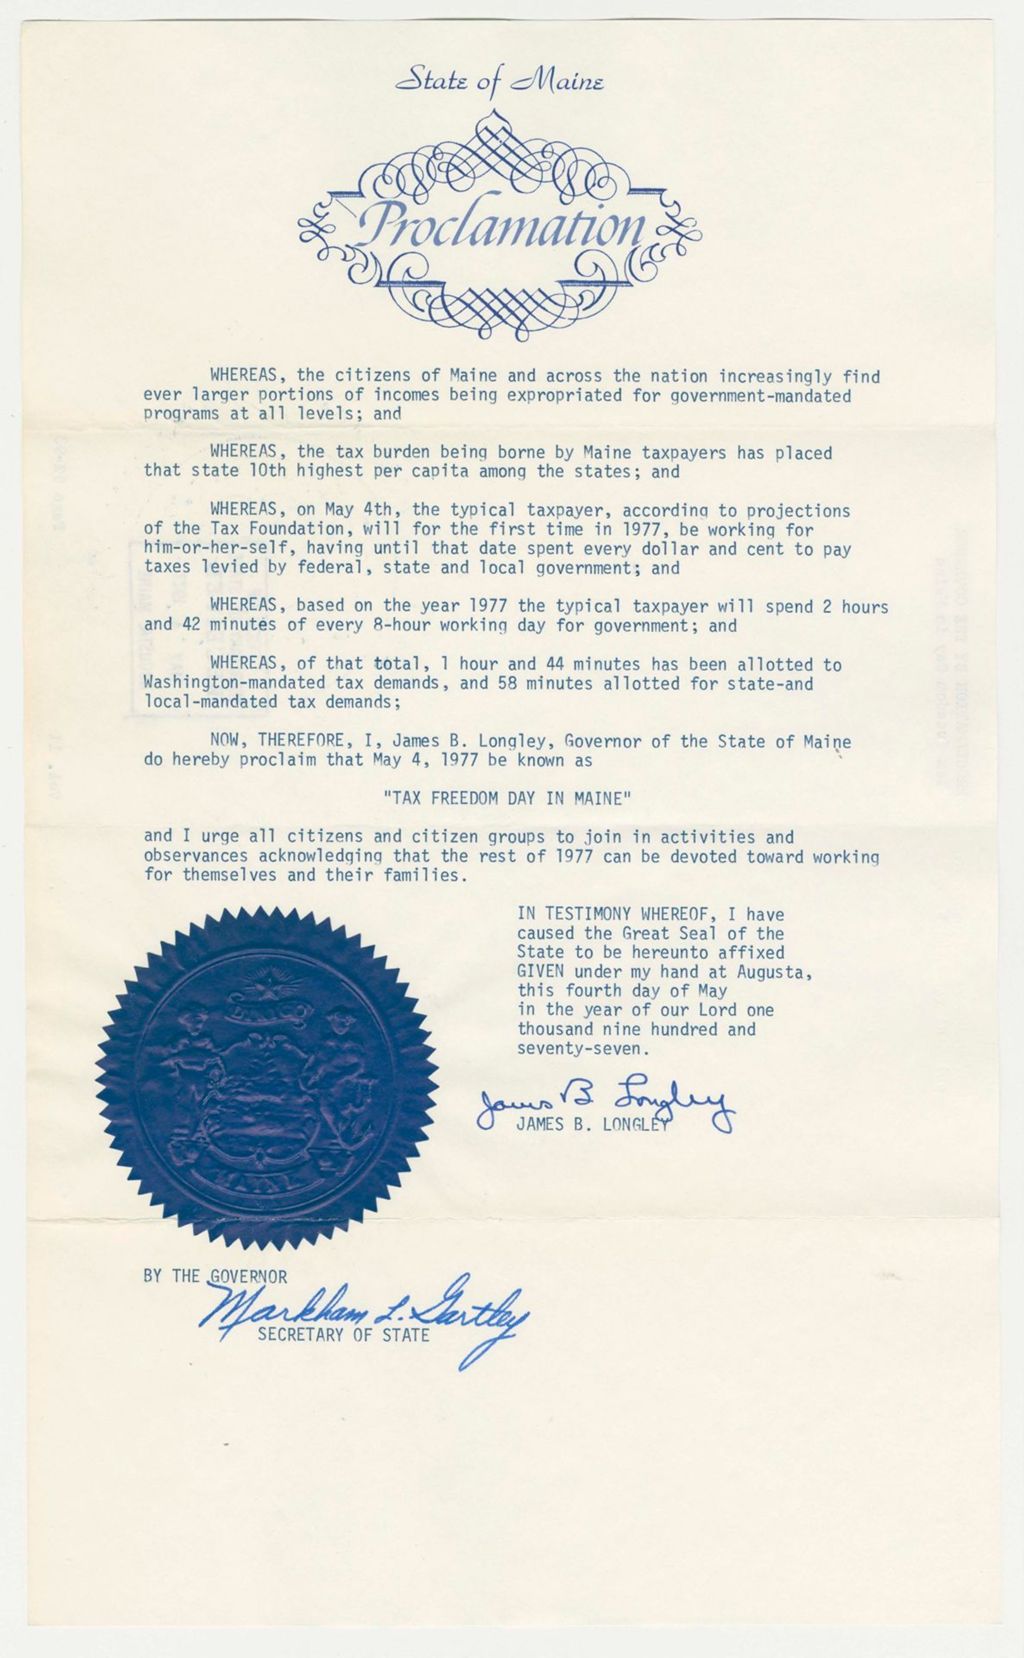 State of Maine
Proclamation
WHEREAS, the citizens of Maine and across the nation increasingly find
ever larger portions of incomes being expropriated for government-mandated
programs at all levels; and
WHEREAS, the tax burden being borne by Maine taxpayers has placed
that state 10th highest per capita among the states; and
WHEREAS, on May 4th, the typical taxpayer, according to projections
of the Tax Foundation, will for the first time in 1977, be working for
him-or-her-self, having until that date spent every dollar and cent to pay
taxes levied by federal, state and local government; and
WHEREAS, based on the year 1977 the typical taxpayer will spend 2 hours
and 42 minutes of every 8-hour working day for government; and
WHEREAS, of that total, 1 hour and 44 minutes has been allotted to
Washington-mandated tax demands, and 58 minutes allotted for state-and
local-mandated tax demands;
NOW, THEREFORE, I, James B. Longley, Governor of the State of Maine
do hereby proclaim that May 4, 1977 be known as
"TAX FREEDOM DAY IN MAINE"
and I urge all citizens and citizen groups to join in activities and
observances acknowledging that the rest of 1977 can be devoted toward working
for themselves and their families.
IN TESTIMONY WHEREOF, I have
caused the Great Seal of the
State to be hereunto affixed
GIVEN under my hand at Augusta,
this fourth day of May
in the year of our Lord one
thousand nine hundred and
seventy-seven.
James B Longley
JAMES B. LONGLEY
DIRIGO
MAINE
BY THE GOVERNOR
Markham L. Gartley
SECRETARY OF STATE